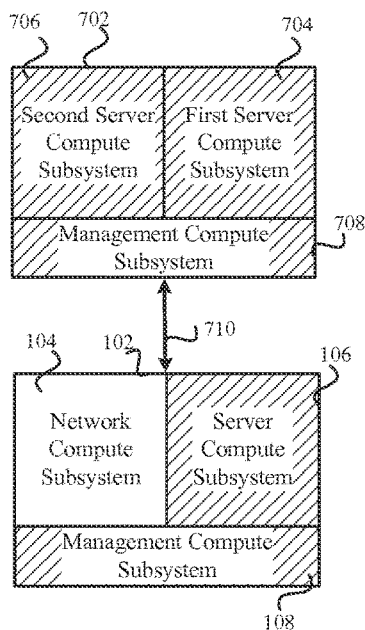 706
702
704
Second Server
Compute
Subsystem
First Server
Compute
Subsystem
Management Compute
Subsystem
708
710
104
102
106
Network
Compute
Subsystem
Server
Compute
Subsystem
Management Compute
Subsystem
108